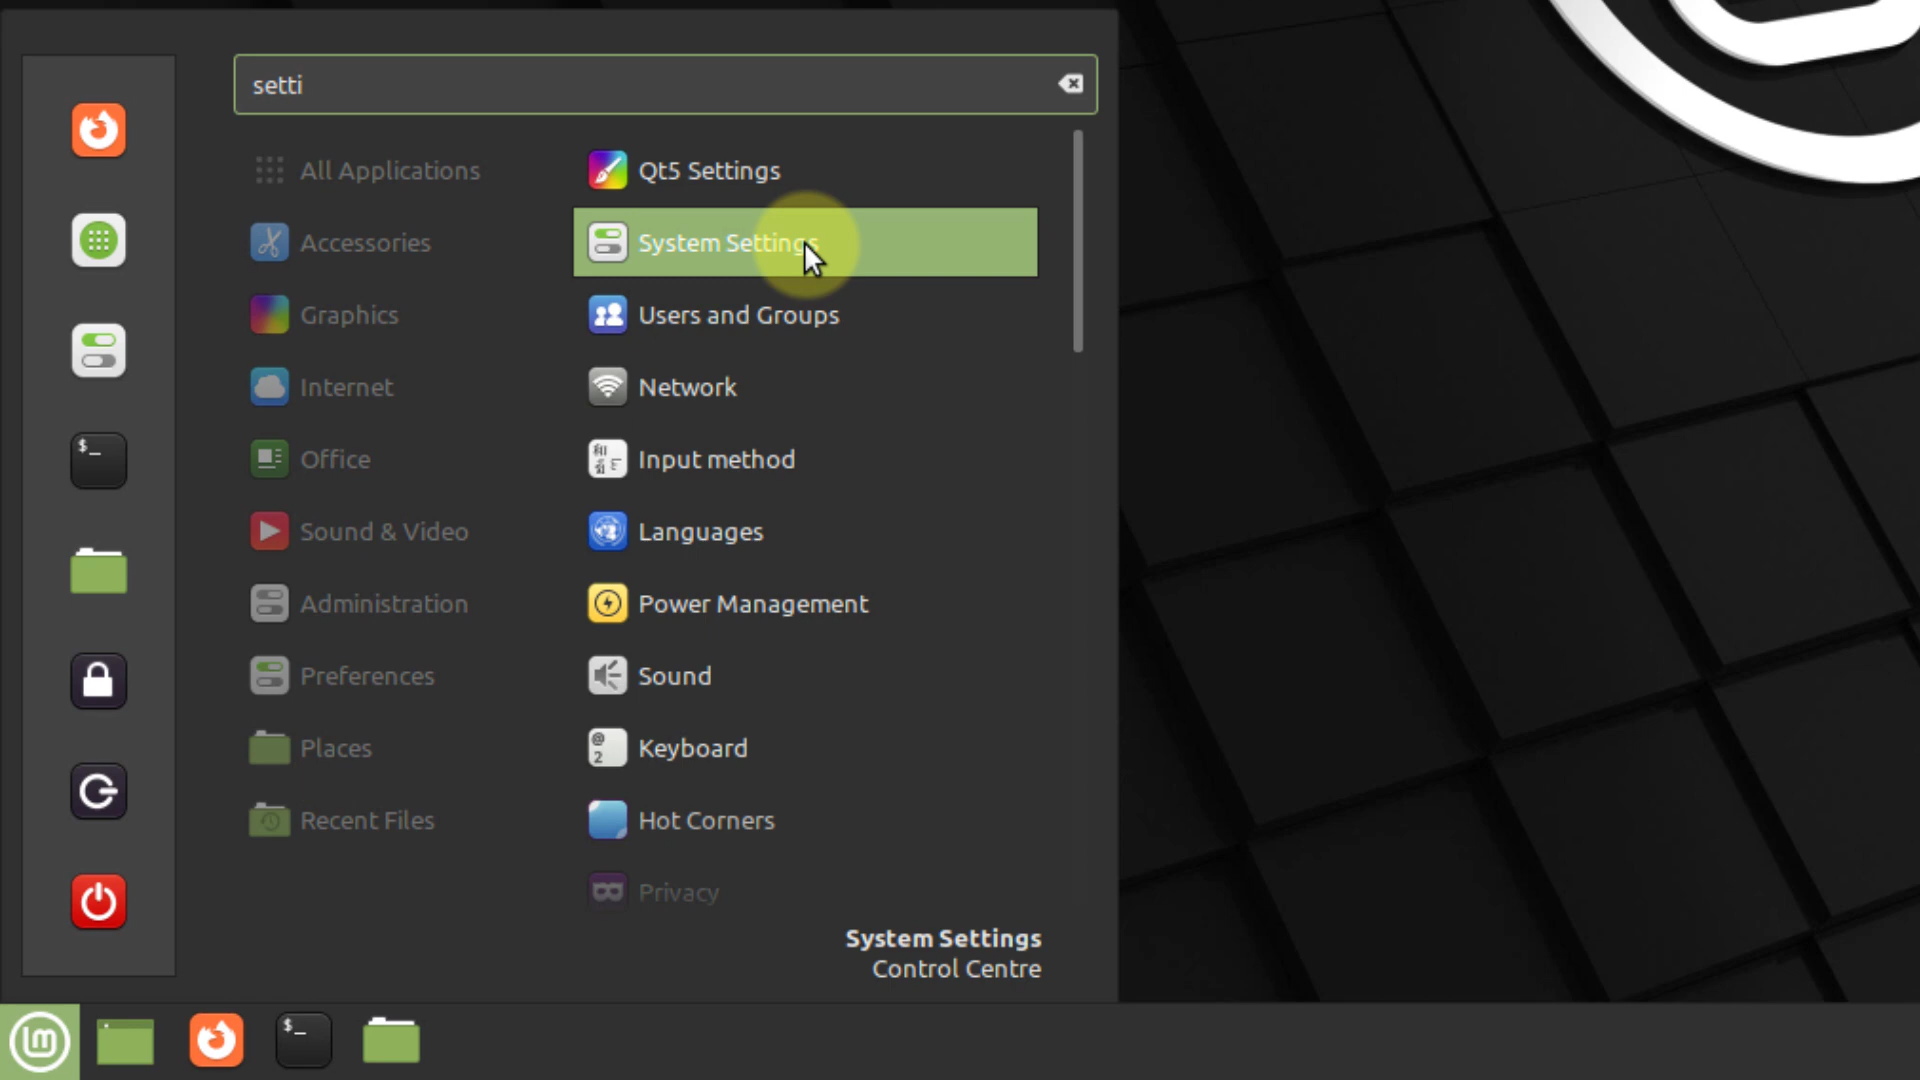 setti
All Applications
Accessories
Graphics
Internet
Office
Sound & Video
Administration
Preferences
Places
Recent Files
Qt5 Settings
System Settings
Users and Groups
Network
Input method
Languages
Power Management
Sound
Keyboard
Hot Corners
Privacy
System Settings
Control Centre